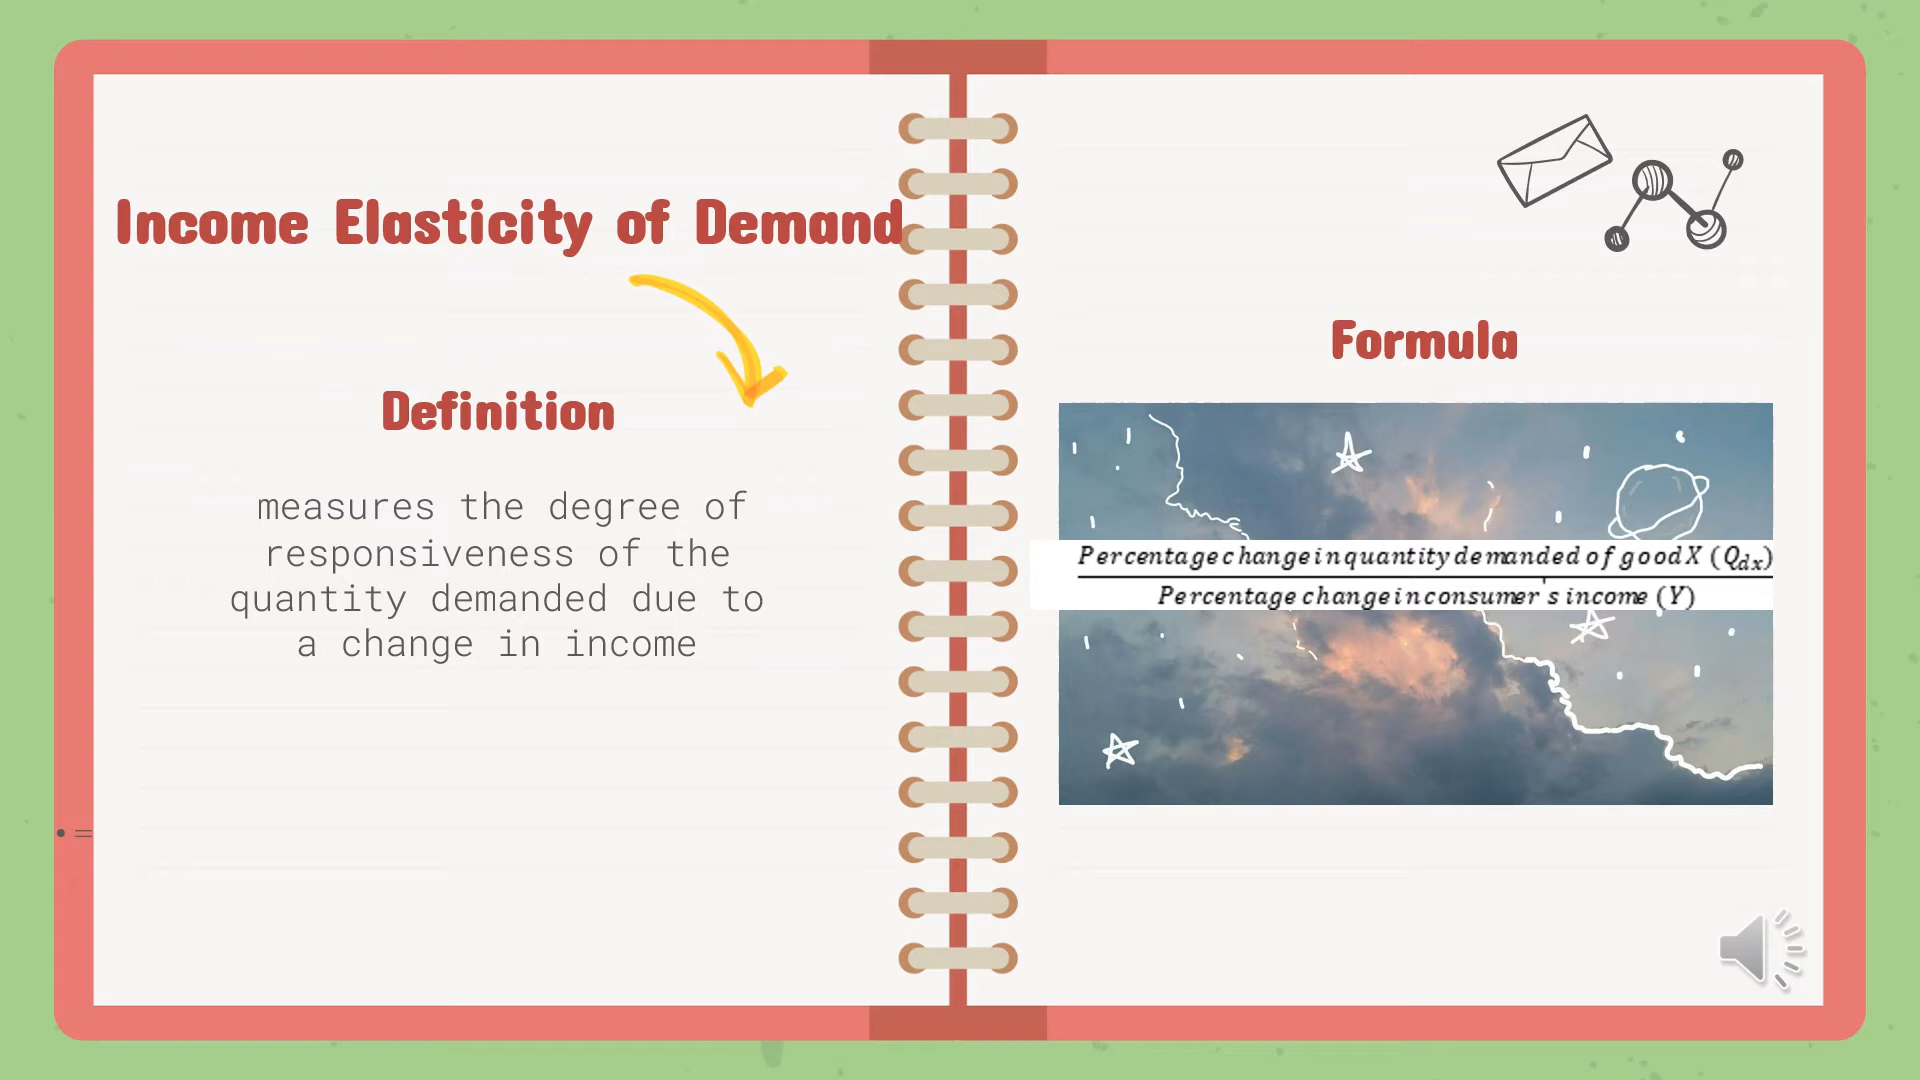 Income Elasticity of Demand
Definition
measures the degree of
responsiveness of the
quantity demanded due to
a change in income
• =
Formula
Percentage change in quantity demanded of good X (Qdx)
Percentage change in consumer's income (Y)